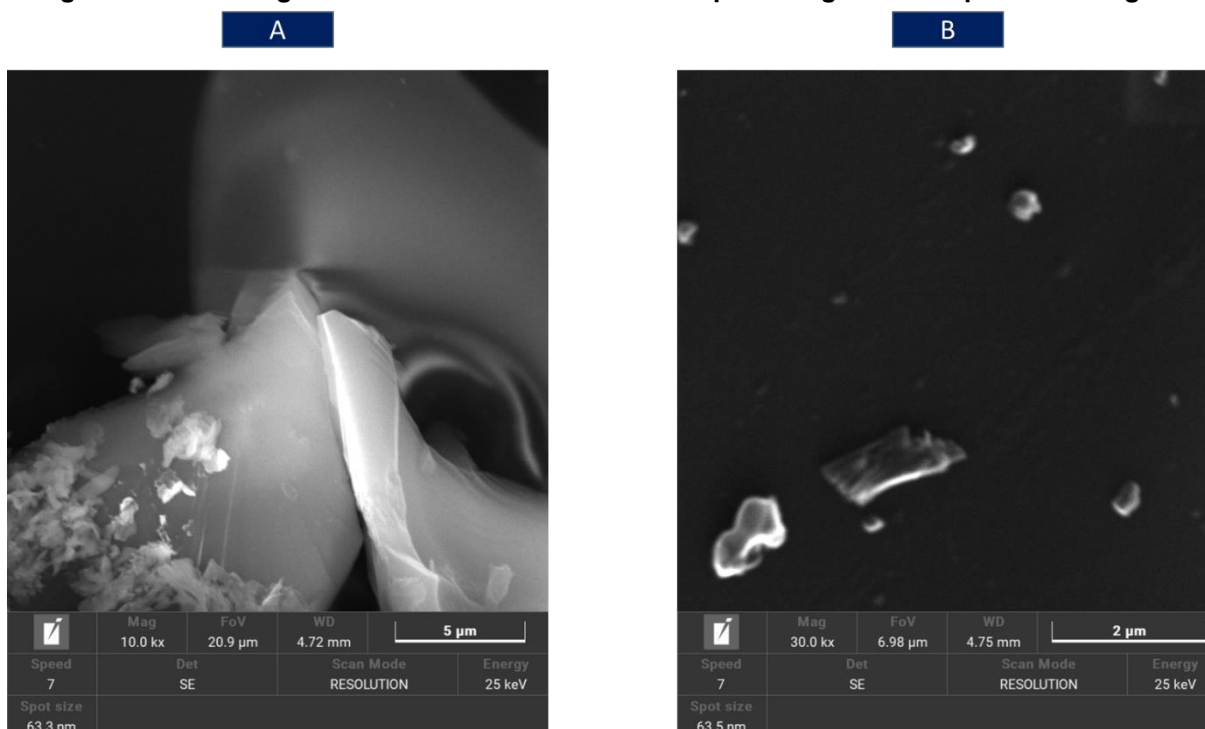 A
B
Mag FoV WD
10.0 kx 20.9 µm 4.72 mm
5 µm
Speed Det Scan Mode Energy
7 SE RESOLUTION 25 keV
Spot size
63.3 nm
Mag FoV WD
30.0 kx 6.98 µm 4.75 mm
2 µm
Speed Det Scan Mode Energy
7 SE RESOLUTION 25 keV
Spot size
63.5 nm